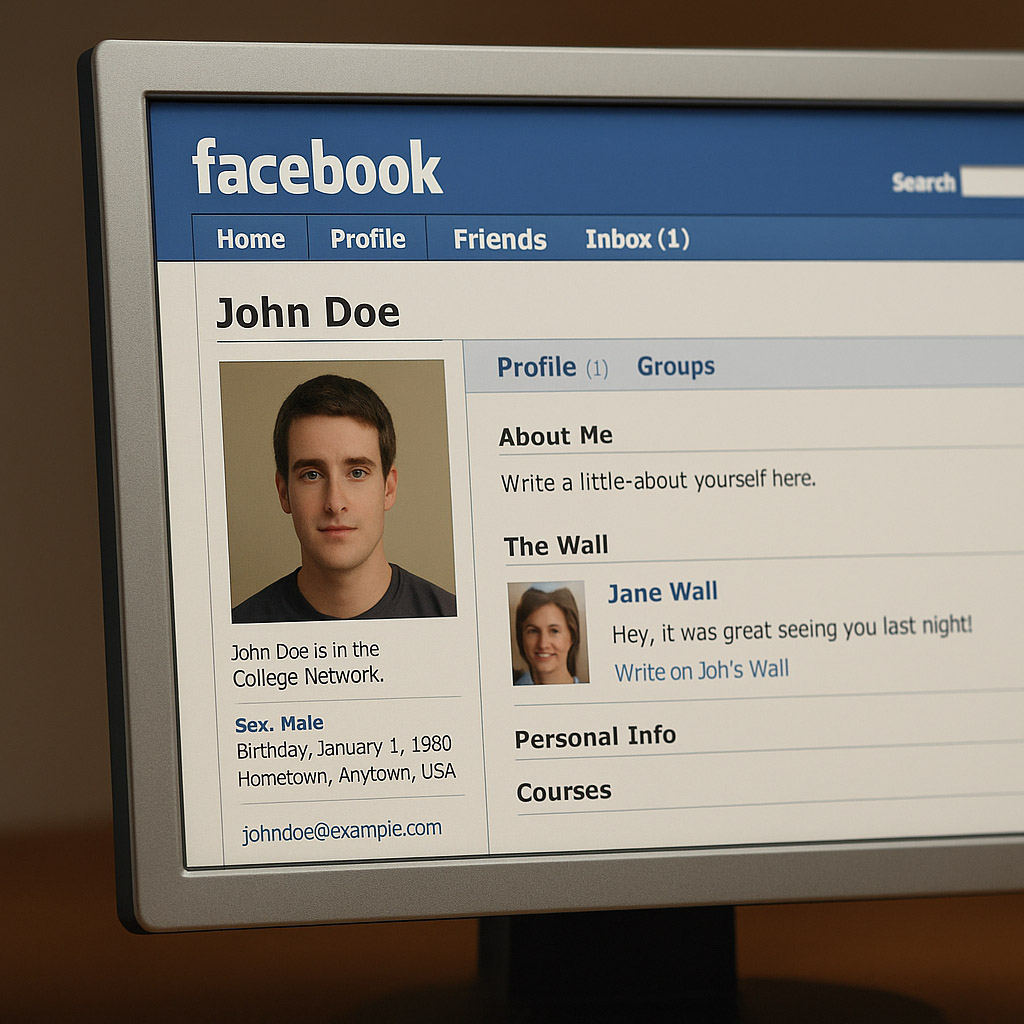 facebook
Search
Home Profile Friends Inbox (1)
John Doe
Profile (1) Groups
About Me
Write a little-about yourself here.
The Wall
Jane Wall
Hey, it was great seeing you last night!
Write on Joh's Wall
John Doe is in the
College Network.
Sex. Male
Birthday, January 1, 1980
Hometown, Anytown, USA
johndoe@exampie.com
Personal Info
Courses